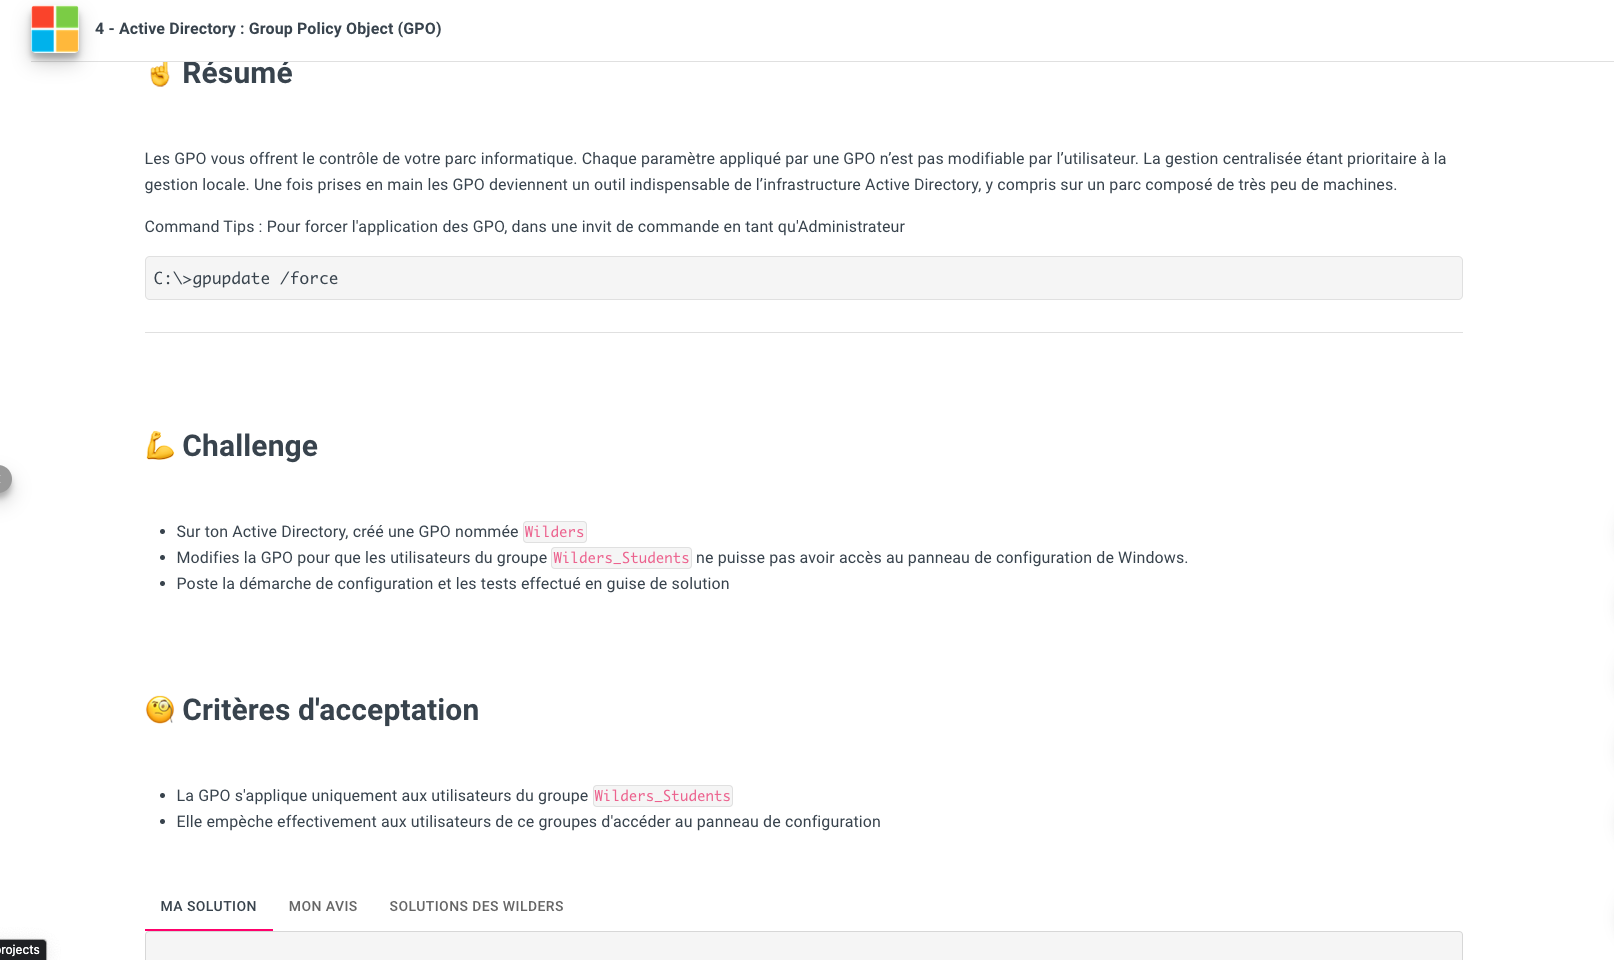 4 - Active Directory : Group Policy Object (GPO)
☝️ Résumé
Les GPO vous offrent le contrôle de votre parc informatique. Chaque paramètre appliqué par une GPO n’est pas modifiable par l’utilisateur. La gestion centralisée étant prioritaire à la
gestion locale. Une fois prises en main les GPO deviennent un outil indispensable de l’infrastructure Active Directory, y compris sur un parc composé de très peu de machines.
Command Tips : Pour forcer l'application des GPO, dans une invit de commande en tant qu'Administrateur
C:\>gpupdate /force
💪 Challenge
• Sur ton Active Directory, créé une GPO nommée Wilders
• Modifies la GPO pour que les utilisateurs du groupe Wilders_Students ne puisse pas avoir accès au panneau de configuration de Windows.
• Poste la démarche de configuration et les tests effectué en guise de solution
🧐 Critères d'acceptation
• La GPO s'applique uniquement aux utilisateurs du groupe Wilders_Students
• Elle empèche effectivement aux utilisateurs de ce groupes d'accéder au panneau de configuration
MA SOLUTION MON AVIS SOLUTIONS DES WILDERS
rojects